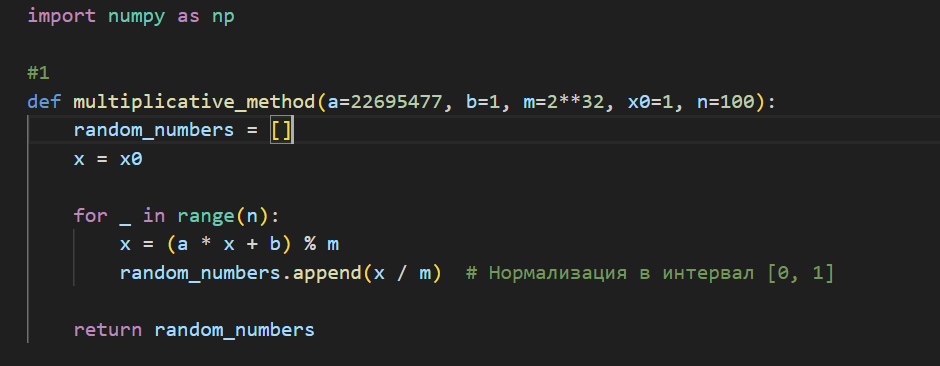 import numpy as np
#1
def multiplicative_method(a=22695477, b=1, m=2**32, x0=1, n=100):
    random_numbers = []
    x = x0
    for _ in range(n):
        x = (a * x + b) % m
        random_numbers.append(x / m)  # Нормализация в интервал [0, 1]
    return random_numbers